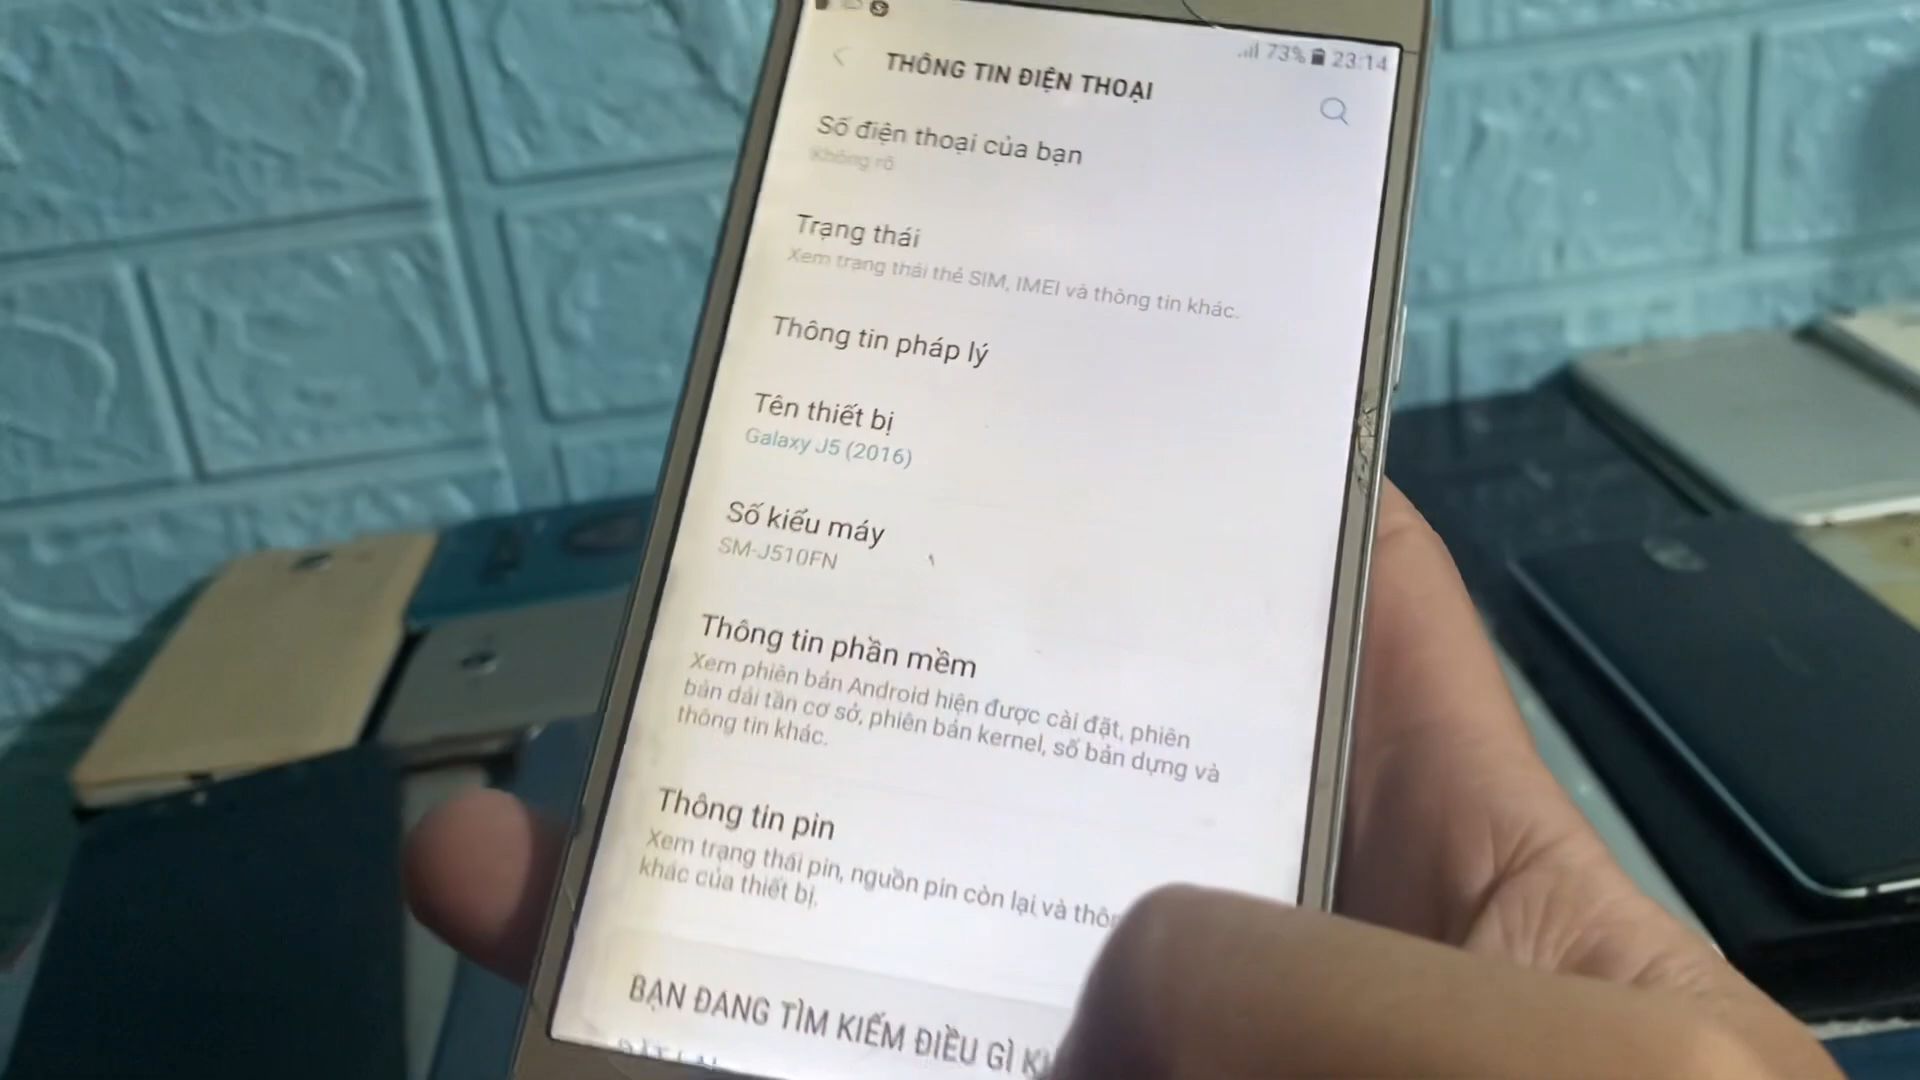 73% 23:14
THÔNG TIN ĐIỆN THOẠI
Số điện thoại của bạn
Không rõ
Trạng thái
Xem trạng thái thẻ SIM, IMEI và thông tin khác.
Thông tin pháp lý
Tên thiết bị
Galaxy J5 (2016)
Số kiểu máy
SM-J510FN
Thông tin phần mềm
Xem phiên bản Android hiện được cài đặt, phiên
bản dải tần cơ sở, phiên bản kernel, số bản dựng và
thông tin khác.
Thông tin pin
Xem trạng thái pin, nguồn pin còn lại và
khác của thiết bị.
BẠN ĐANG TÌM KIẾM ĐIỀU GÌ